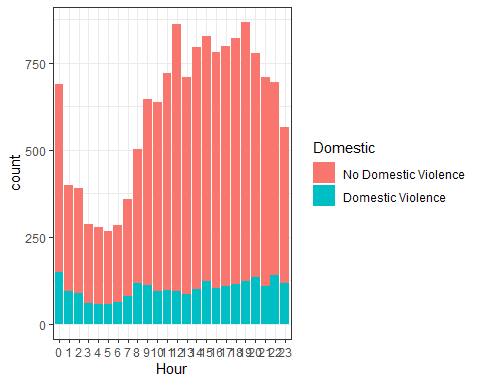 count
750
500
250
0
0 1 2 3 4 5 6 7 8 9 10 11 12 13 14 15 16 17 18 19 20 21 22 23
Hour
Domestic
No Domestic Violence
Domestic Violence